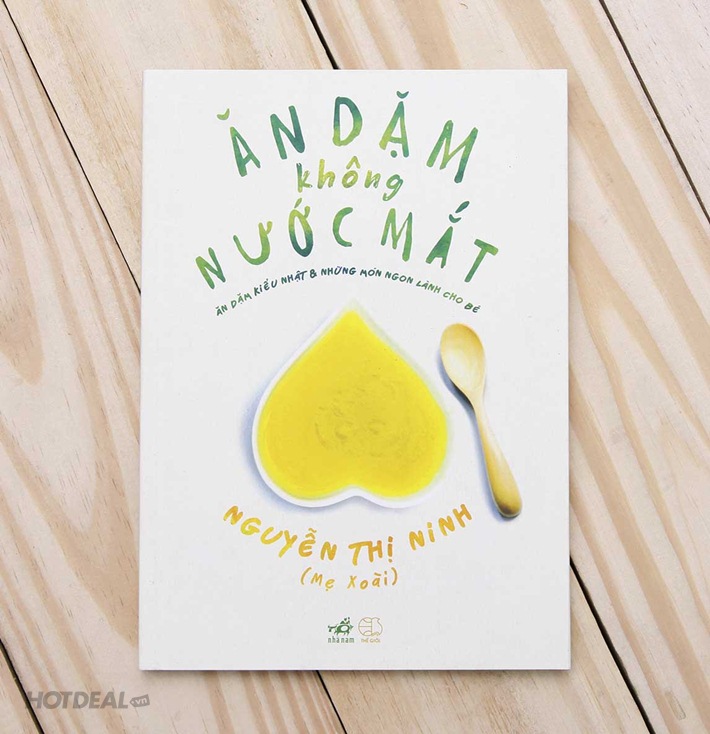 ĂN DẶM
không
NƯỚC MẮT
ĂN DẶM KIỂU NHẬT & NHỮNG MÓN NGON LÀNH CHO BÉ
NGUYỄN THỊ NINH
(Mẹ Xoài)
nhã nam
THẾ GIỚI
HOTDEAL.vn